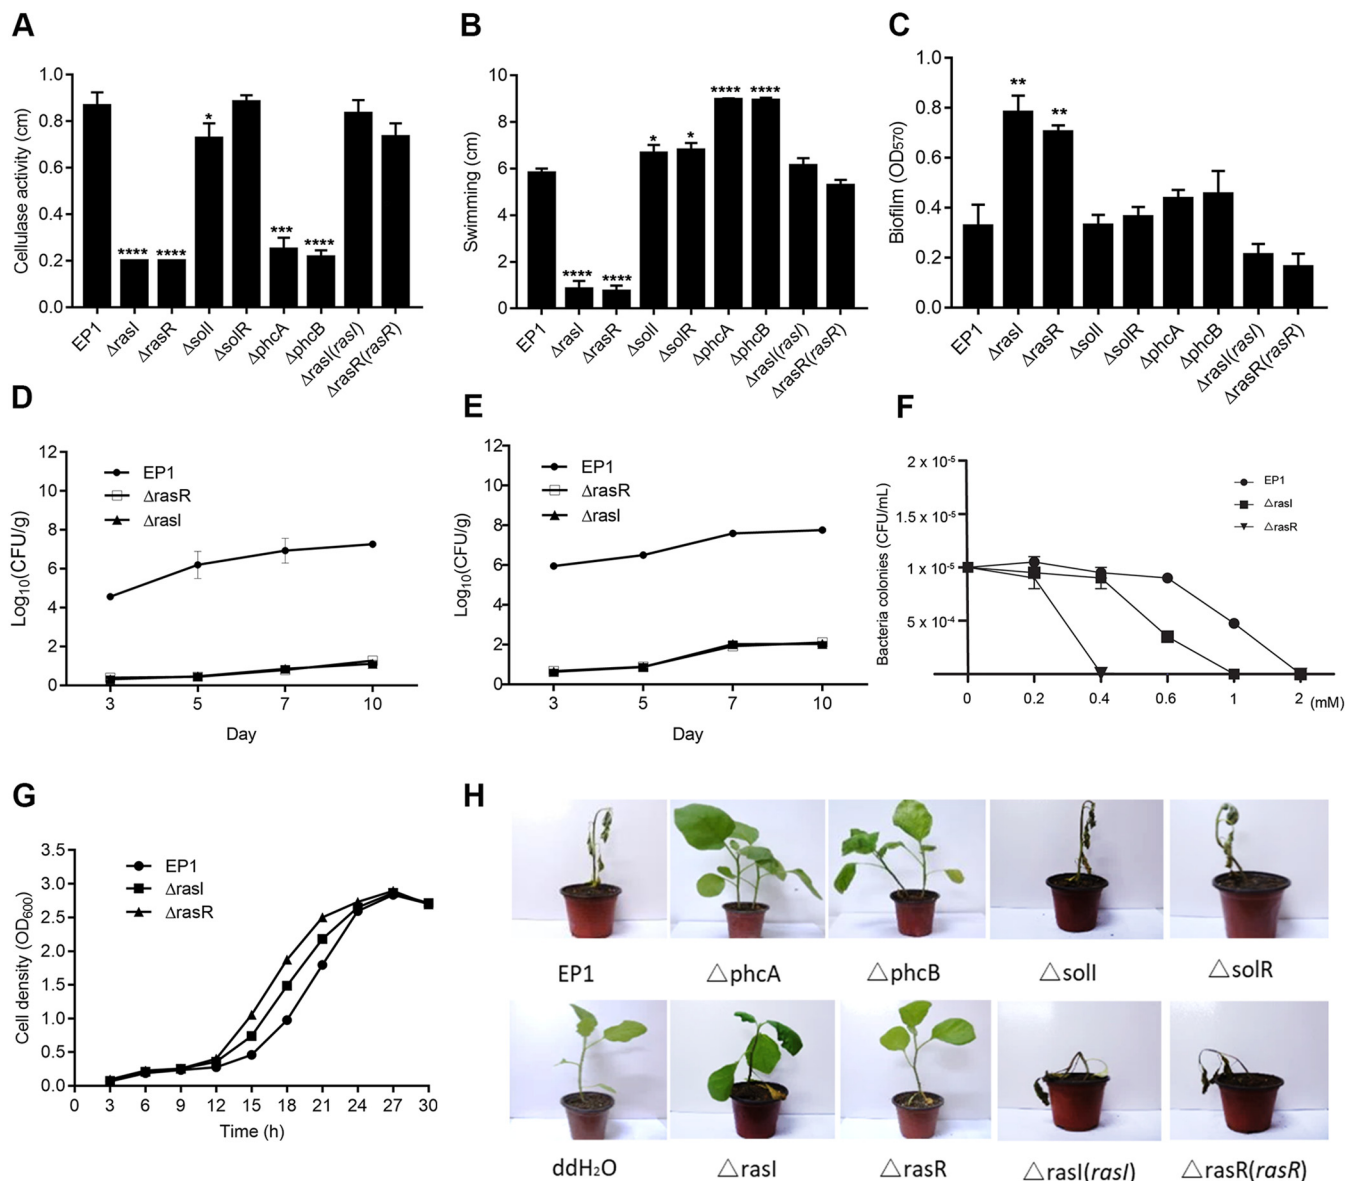 A
Cellulase activity (cm)
1.0
0.8
0.6
0.4
0.2
0.0
*
**** ****
***
****
EP1 ΔrasI ΔrasR ΔsolI ΔsolR ΔphcA ΔphcB ΔrasI(rasI) ΔrasR(rasR)
B
Swimming (cm)
10
8
6
4
2
0
**** ****
* *
**** ****
EP1 ΔrasI ΔrasR ΔsolI ΔsolR ΔphcA ΔphcB ΔrasI(rasI) ΔrasR(rasR)
C
Biofilm (OD570)
1.0
0.8
0.6
0.4
0.2
0.0
**
**
EP1 ΔrasI ΔrasR ΔsolI ΔsolR ΔphcA ΔphcB ΔrasI(rasI) ΔrasR(rasR)
D
Log10(CFU/g)
12
10
8
6
4
2
0
EP1
ΔrasR
ΔrasI
3 5 7 10
Day
E
Log10(CFU/g)
12
10
8
6
4
2
0
EP1
ΔrasR
ΔrasI
3 5 7 10
Day
F
Bacteria colonies (CFU/mL)
2 x 10-5
1.5 x 10-5
1 x 10-5
5 x 10-4
EP1
△rasI
△rasR
0 0.2 0.4 0.6 1 2 (mM)
G
Cell density (OD600)
3.5
3.0
2.5
2.0
1.5
1.0
0.5
0.0
EP1
ΔrasI
ΔrasR
0 3 6 9 12 15 18 21 24 27 30
Time (h)
H
EP1 △phcA △phcB △solI △solR
ddH2O △rasI △rasR △rasI(rasI) △rasR(rasR)